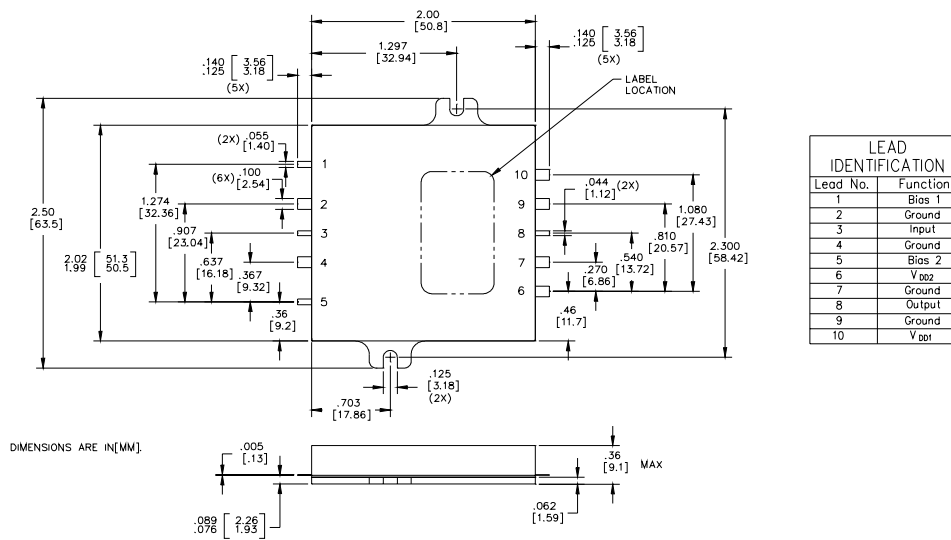 2.00
[50.8]
1.297
[32.94]
.140 [ 3.56
.125 [ 3.18
(5X)
.140 [ 3.56
.125 [ 3.18
(5X)
LABEL
LOCATION
(2X) .055
[1.40]
(6X) .100
[2.54]
1.274
[32.36]
.907
[23.04]
.637
[16.18]
.367
[9.32]
.36
[9.2]
2.50
[63.5]
2.02 [ 51.3
1.99 [ 50.5
1
2
3
4
5
10
9
8
7
6
.044 (2X)
[1.12]
1.080
[27.43]
.810
[20.57]
.540
[13.72]
.270
[6.86]
.46
[11.7]
2.300
[58.42]
.125
[3.18]
(2X)
.703
[17.86]
LEAD
IDENTIFICATION
Lead No. Function
1 Bias 1
2 Ground
3 Input
4 Ground
5 Bias 2
6 VDD2
7 Ground
8 Output
9 Ground
10 VDD1
DIMENSIONS ARE IN[MM].
.005
[.13]
.36
[9.1] MAX
.089 [ 2.26
.076 [ 1.93
.062
[1.59]